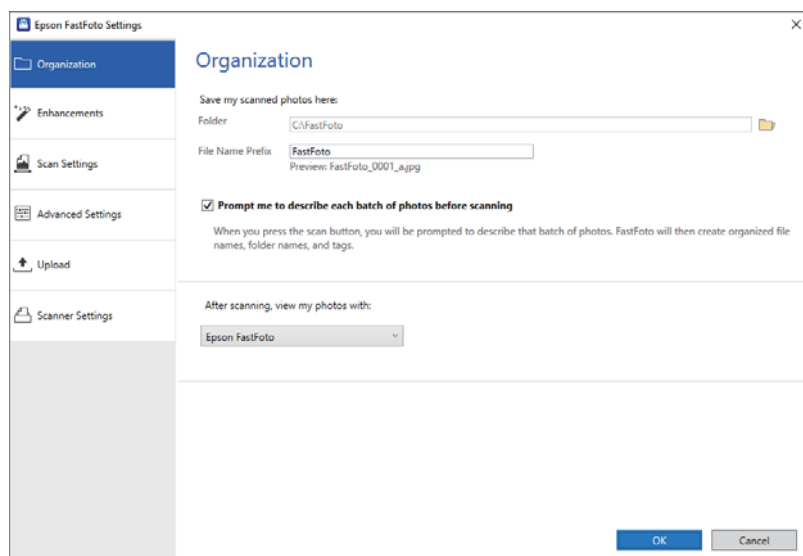 Epson FastFoto Settings
Organization
Enhancements
Scan Settings
Advanced Settings
Upload
Scanner Settings
Organization
Save my scanned photos here:
Folder C:\FastFoto
File Name Prefix FastFoto
Preview: FastFoto_0001_a.jpg
Prompt me to describe each batch of photos before scanning
When you press the scan button, you will be prompted to describe that batch of photos. FastFoto will then create organized file
names, folder names, and tags.
After scanning, view my photos with:
Epson FastFoto
OK Cancel